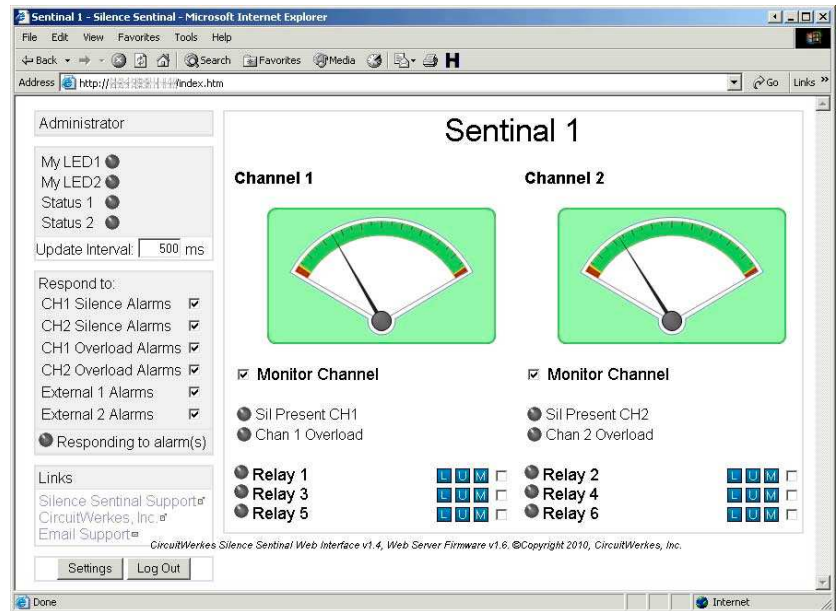 Sentinal 1 - Silence Sentinal - Microsoft Internet Explorer
File Edit View Favorites Tools Help
Back Search Favorites Media H
Address http:// /index.htm Go Links »
Administrator
My LED1
My LED2
Status 1
Status 2
Update Interval: 500 ms
Respond to:
CH1 Silence Alarms
CH2 Silence Alarms
CH1 Overload Alarms
CH2 Overload Alarms
External 1 Alarms
External 2 Alarms
Responding to alarm(s)
Links
Silence Sentinal Support
CircuitWerkes, Inc.
Email Support
Settings Log Out
Sentinal 1
Channel 1
Monitor Channel
Sil Present CH1
Chan 1 Overload
Relay 1 L U M
Relay 3 L U M
Relay 5 L U M
Channel 2
Monitor Channel
Sil Present CH2
Chan 2 Overload
Relay 2 L U M
Relay 4 L U M
Relay 6 L U M
CircuitWerkes Silence Sentinal Web Interface v1.4, Web Server Firmware v1.6. ©Copyright 2010, CircuitWerkes, Inc.
Done Internet